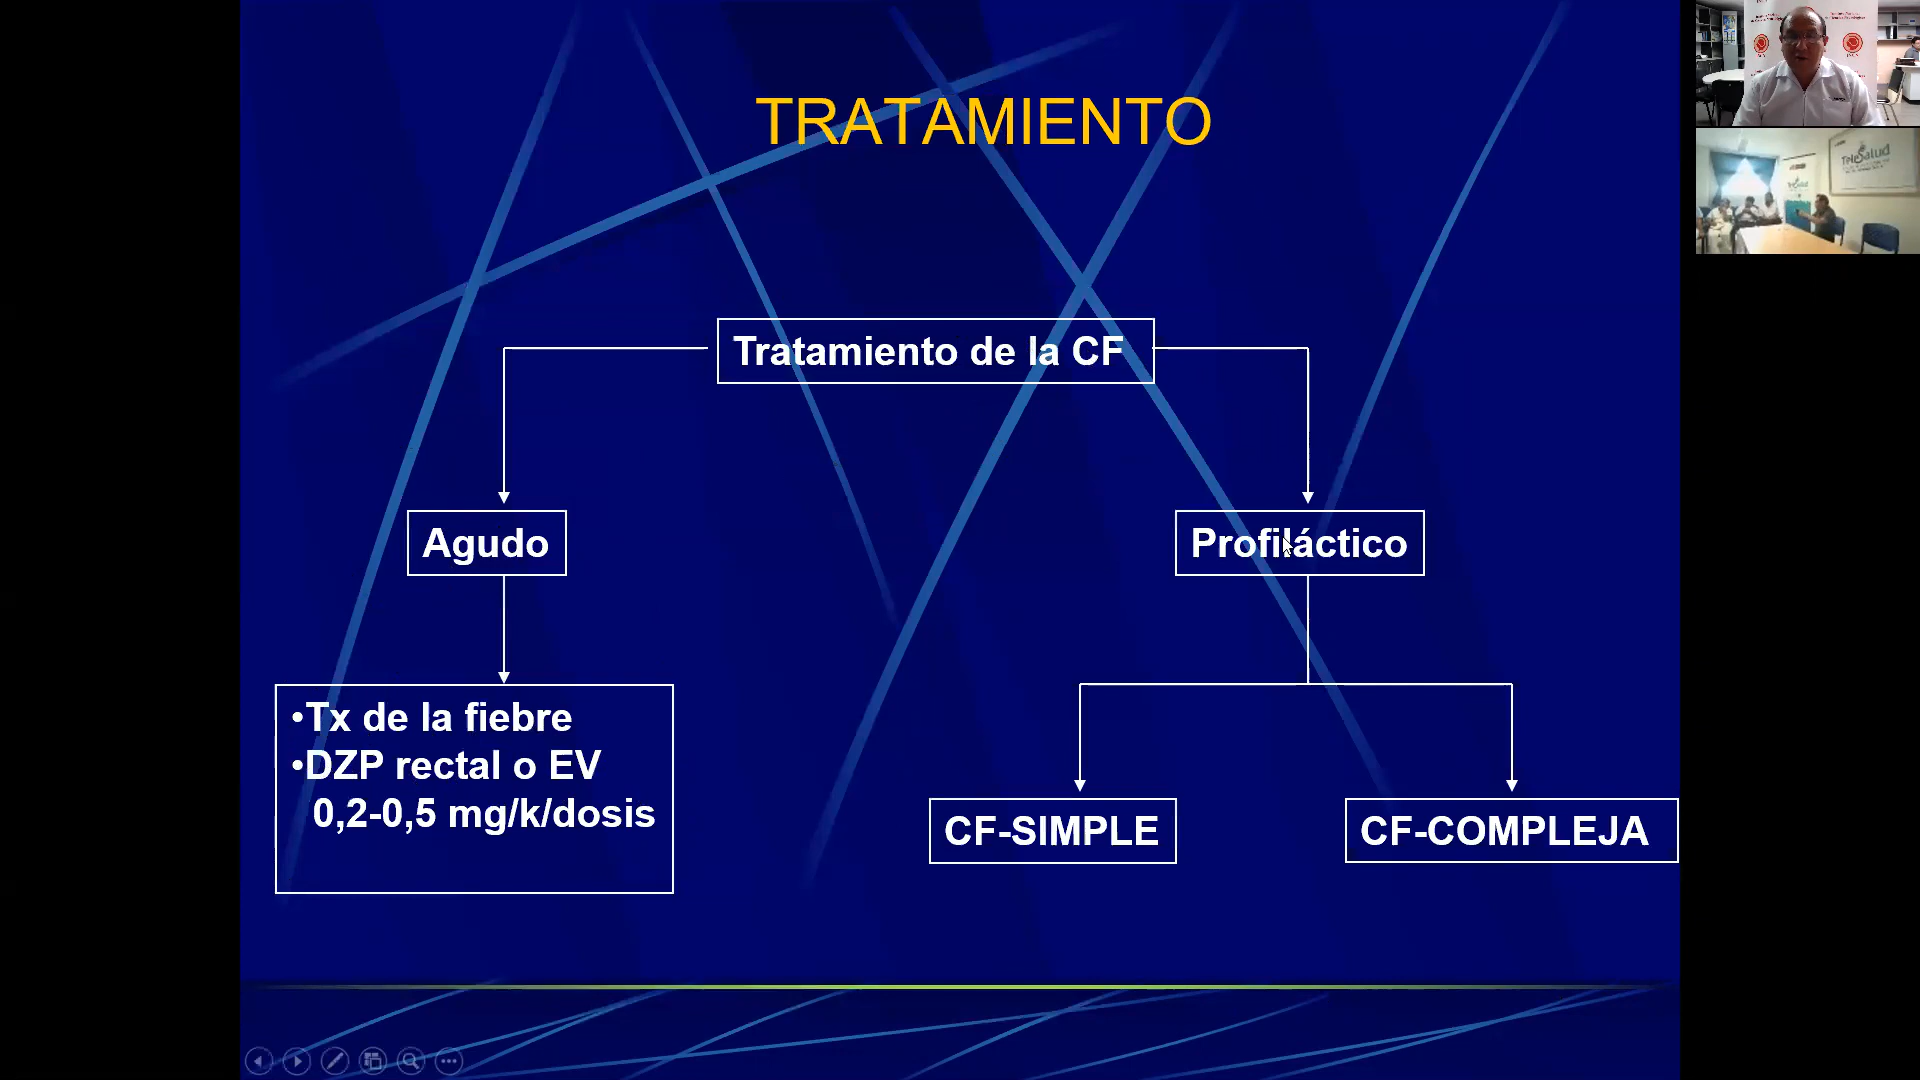 TRATAMIENTO
Tratamiento de la CF
Agudo
Profiláctico
•Tx de la fiebre
•DZP rectal o EV
0,2-0,5 mg/k/dosis
CF-SIMPLE
CF-COMPLEJA
TeleSalud